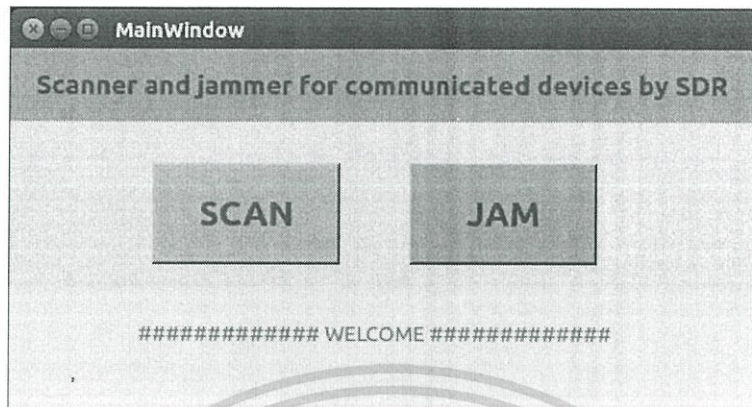 MainWindow
Scanner and jammer for communicated devices by SDR
SCAN JAM
############# WELCOME #############